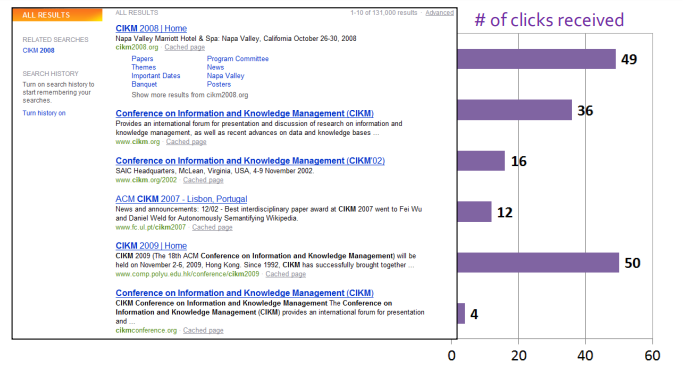 ALL RESULTS
RELATED SEARCHES
CIKM 2008
SEARCH HISTORY
Turn on search history to
start remembering your
searches.
Turn history on
ALL RESULTS 1-10 of 131,000 results · Advanced
CIKM 2008 | Home
Napa Valley Marriott Hotel & Spa: Napa Valley, California October 26-30, 2008
cikm2008.org · Cached page
Papers Program Committee
Themes News
Important Dates Napa Valley
Banquet Posters
Show more results from cikm2008.org
Conference on Information and Knowledge Management (CIKM)
Provides an international forum for presentation and discussion of research on information and
knowledge management, as well as recent advances on data and knowledge bases ...
www.cikm.org · Cached page
Conference on Information and Knowledge Management (CIKM'02)
SAIC Headquarters, McLean, Virginia, USA, 4-9 November 2002.
www.cikm.org/2002 · Cached page
ACM CIKM 2007 - Lisbon, Portugal
News and announcements: 12/02 - Best interdisciplinary paper award at CIKM 2007 went to Fei Wu
and Daniel Weld for Autonomously Semantifying Wikipedia.
www.fc.ul.pt/cikm2007 · Cached page
CIKM 2009 | Home
CIKM 2009 (The 18th ACM Conference on Information and Knowledge Management) will be
held on November 2-6, 2009, Hong Kong. Since 1992, CIKM has successfully brought together ...
www.comp.polyu.edu.hk/conference/cikm2009 · Cached page
Conference on Information and Knowledge Management (CIKM)
CIKM Conference on Information and Knowledge Management The Conference on
Information and Knowledge Management (CIKM) provides an international forum for presentation
and ...
cikmconference.org · Cached page
# of clicks received
49
36
16
12
50
4
0 20 40 60